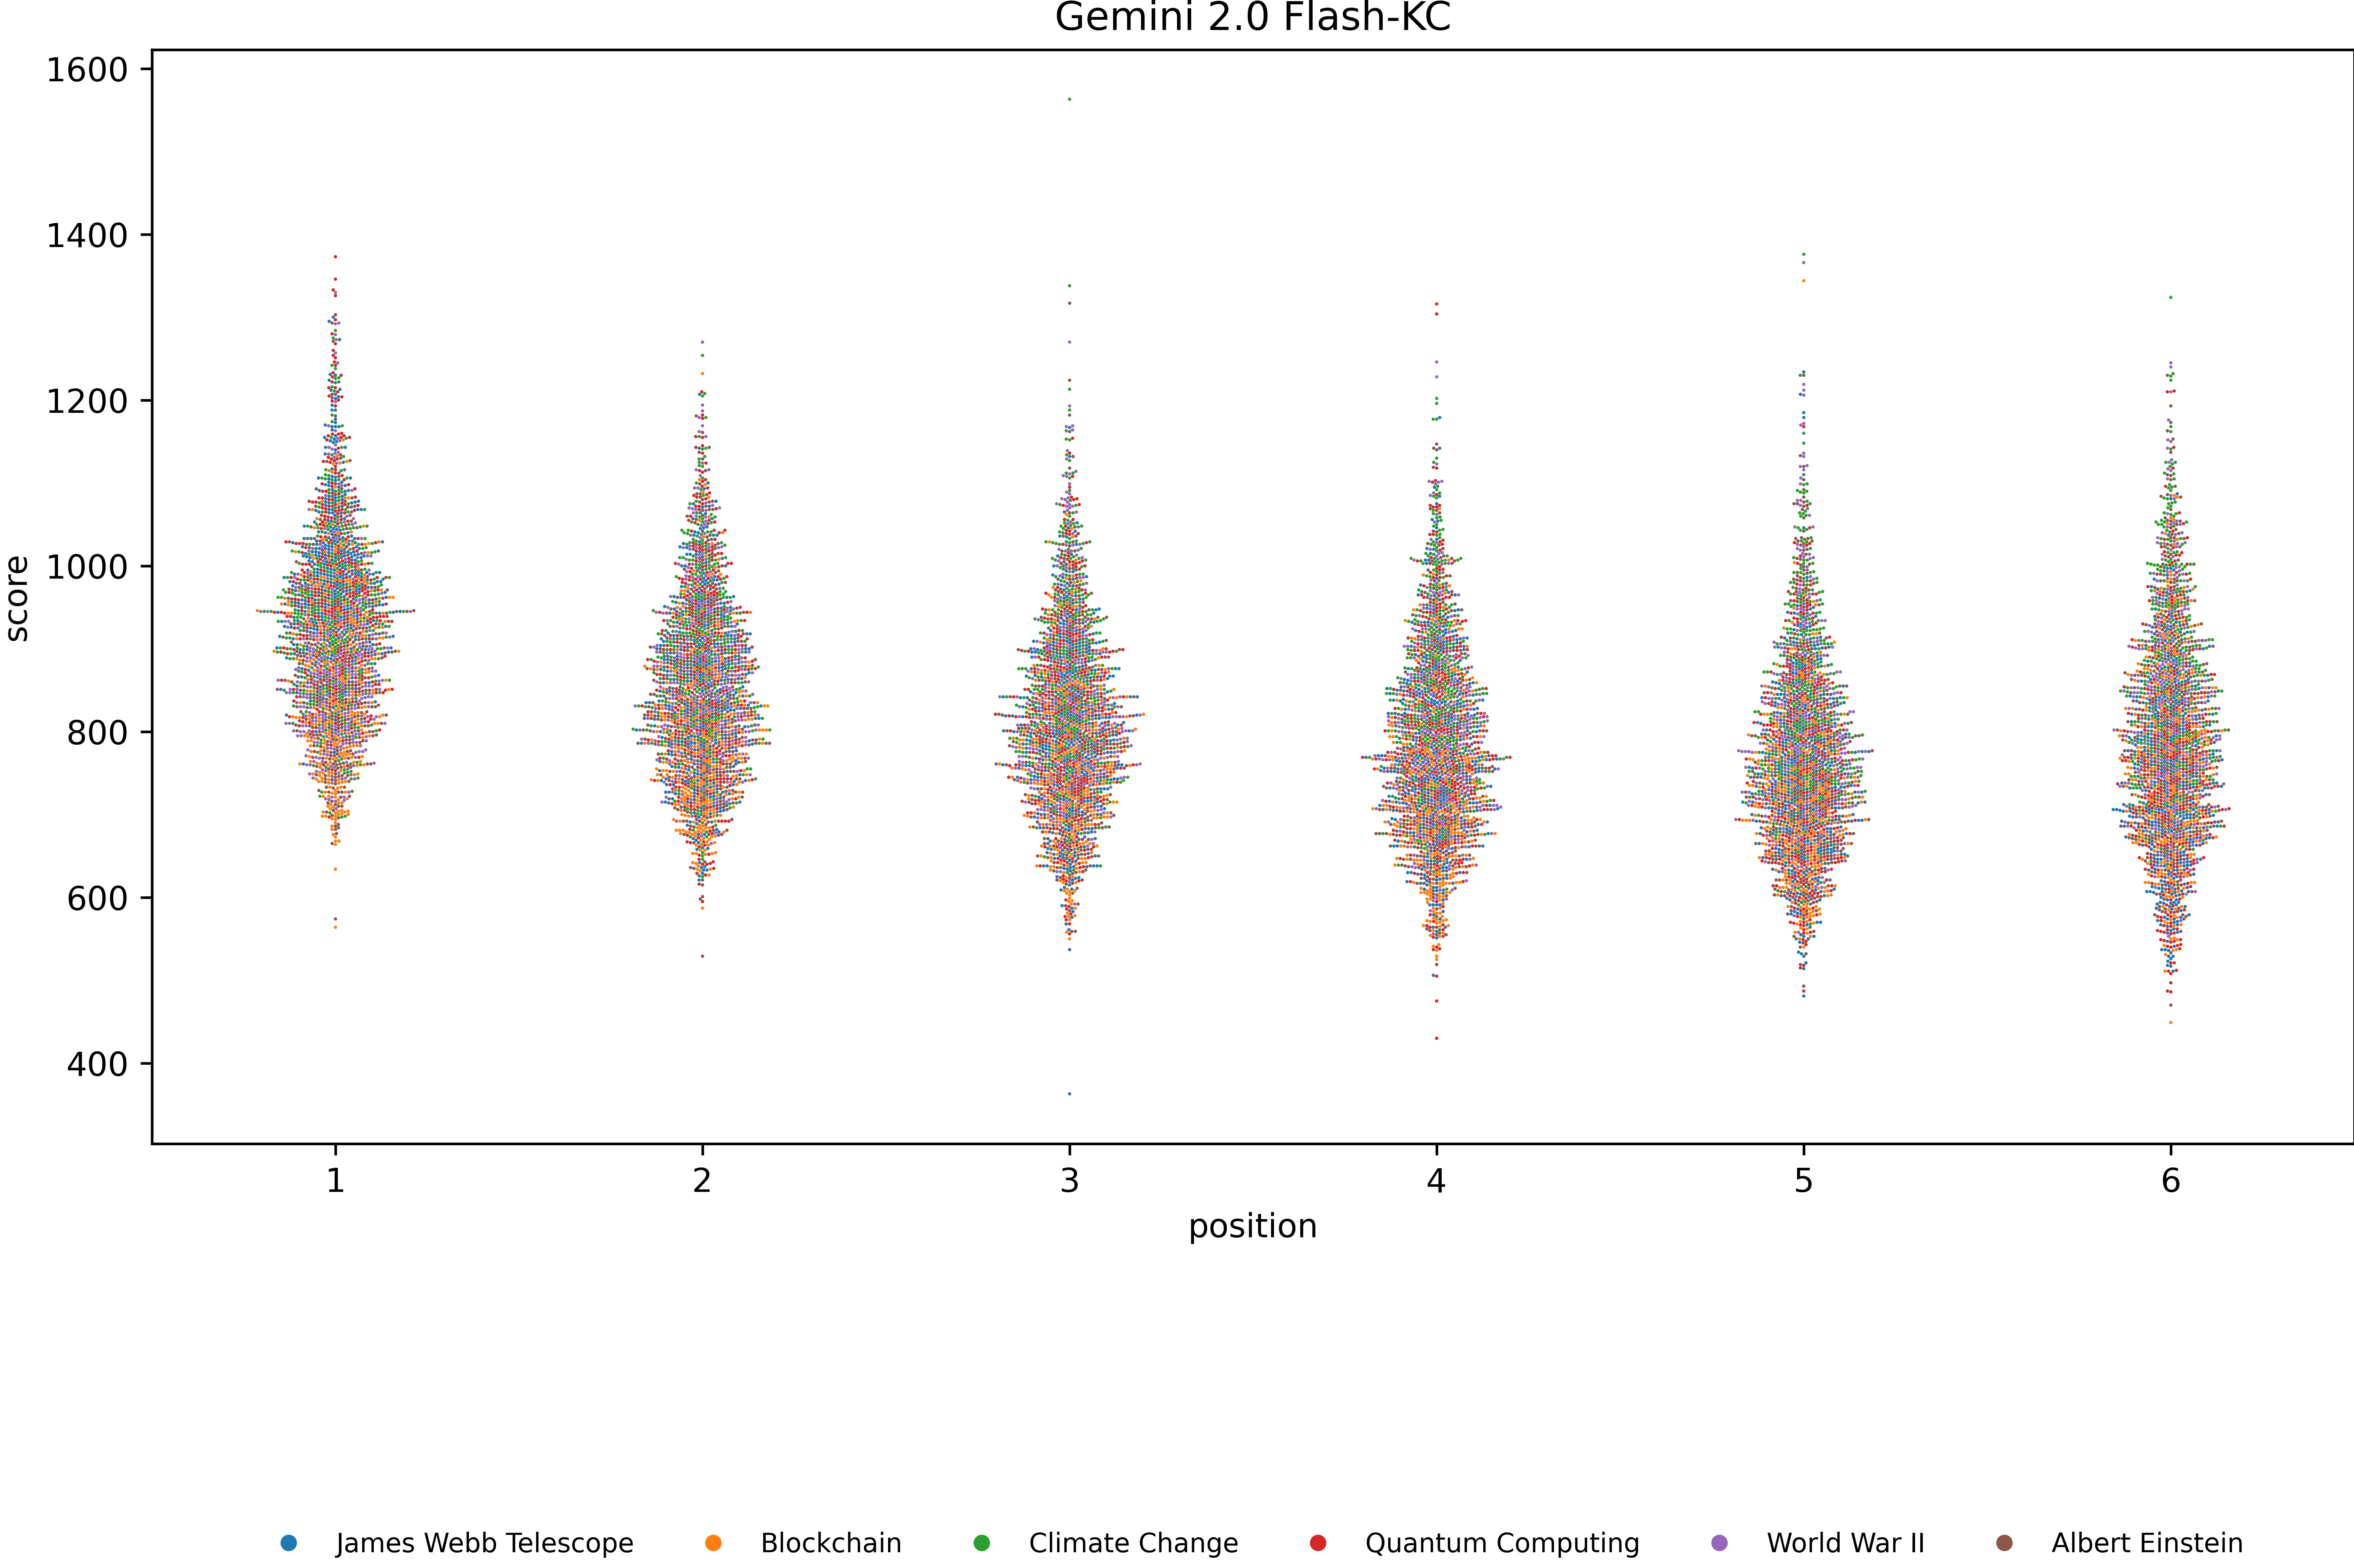 Gemini 2.0 Flash-KC
1600
1400
1200
1000
800
600
400
score
1 2 3 4 5 6
position
James Webb Telescope Blockchain Climate Change Quantum Computing World War II Albert Einstein